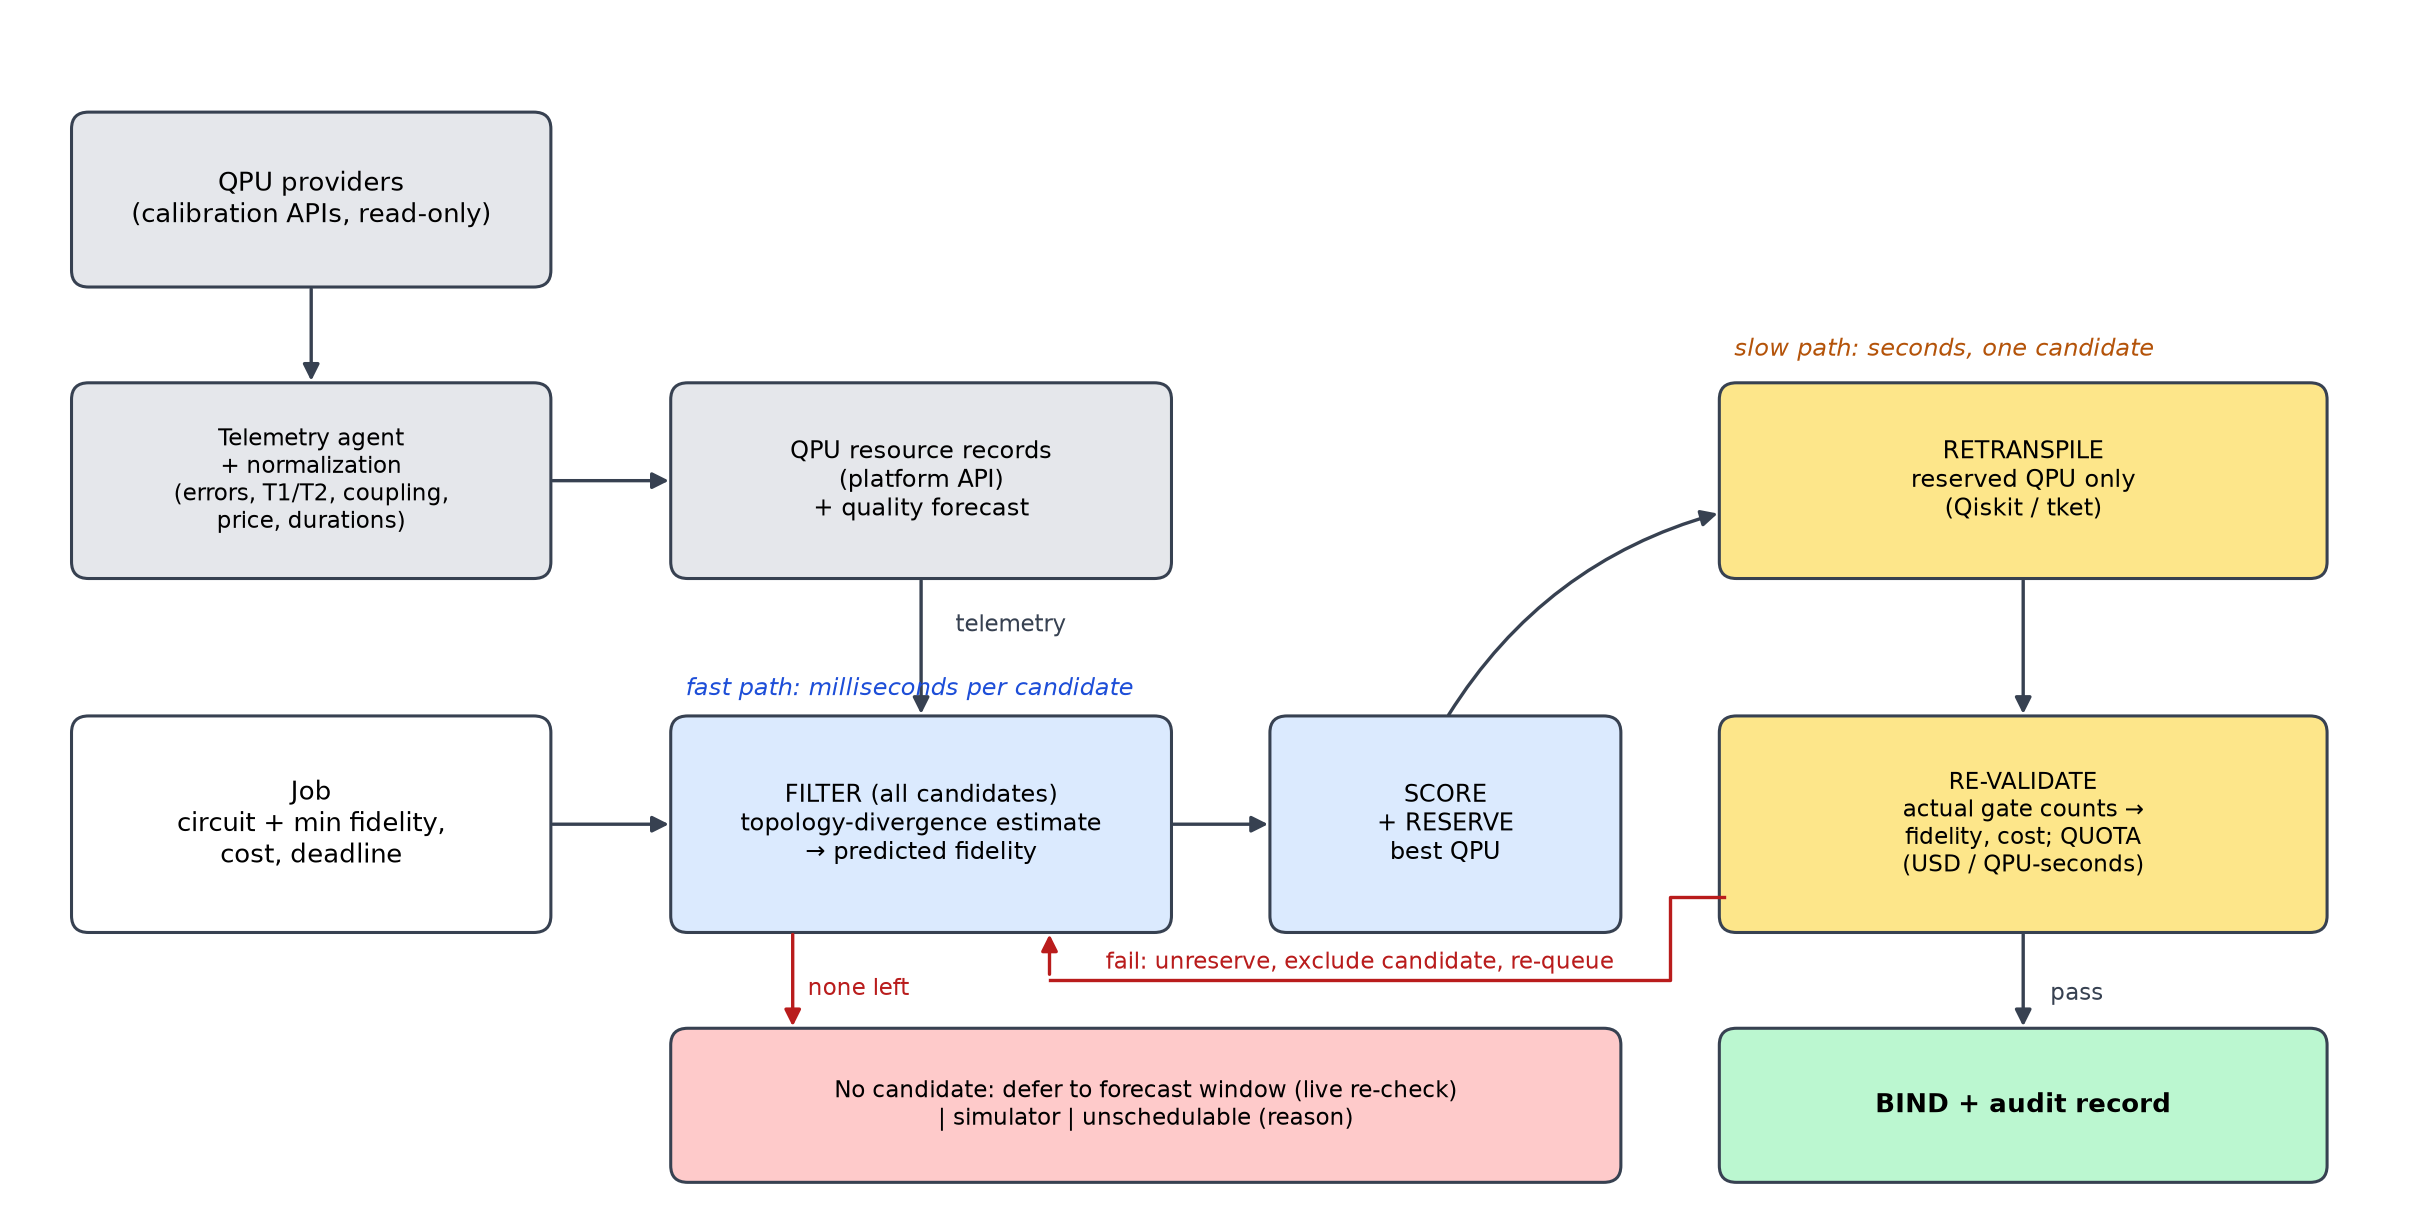 QPU providers
(calibration APIs, read-only)
slow path: seconds, one candidate
Telemetry agent
+ normalization
(errors, T1/T2, coupling,
price, durations)
QPU resource records
(platform API)
+ quality forecast
RETRANSPILE
reserved QPU only
(Qiskit / tket)
telemetry
fast path: milliseconds per candidate
Job
circuit + min fidelity,
cost, deadline
FILTER (all candidates)
topology-divergence estimate
→ predicted fidelity
SCORE
+ RESERVE
best QPU
RE-VALIDATE
actual gate counts →
fidelity, cost; QUOTA
(USD / QPU-seconds)
fail: unreserve, exclude candidate, re-queue
none left
pass
No candidate: defer to forecast window (live re-check)
| simulator | unschedulable (reason)
BIND + audit record